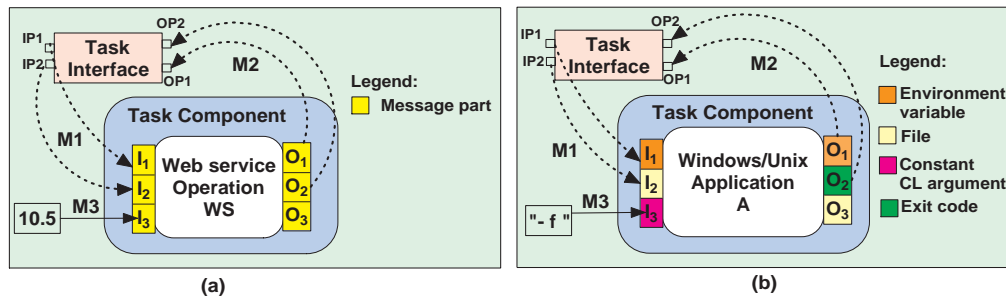 OP2
IP1
Task
Interface
IP2
OP1
M2
Legend:
Message part
Task Component
M1
I1
I2
I3
Web service
Operation
WS
O1
O2
O3
M3
10.5
(a)
OP2
IP1
Task
Interface
IP2
OP1
M2
Legend:
Environment
variable
File
Constant
CL argument
Exit code
Task Component
M1
I1
I2
I3
Windows/Unix
Application
A
O1
O2
O3
M3
"- f "
(b)